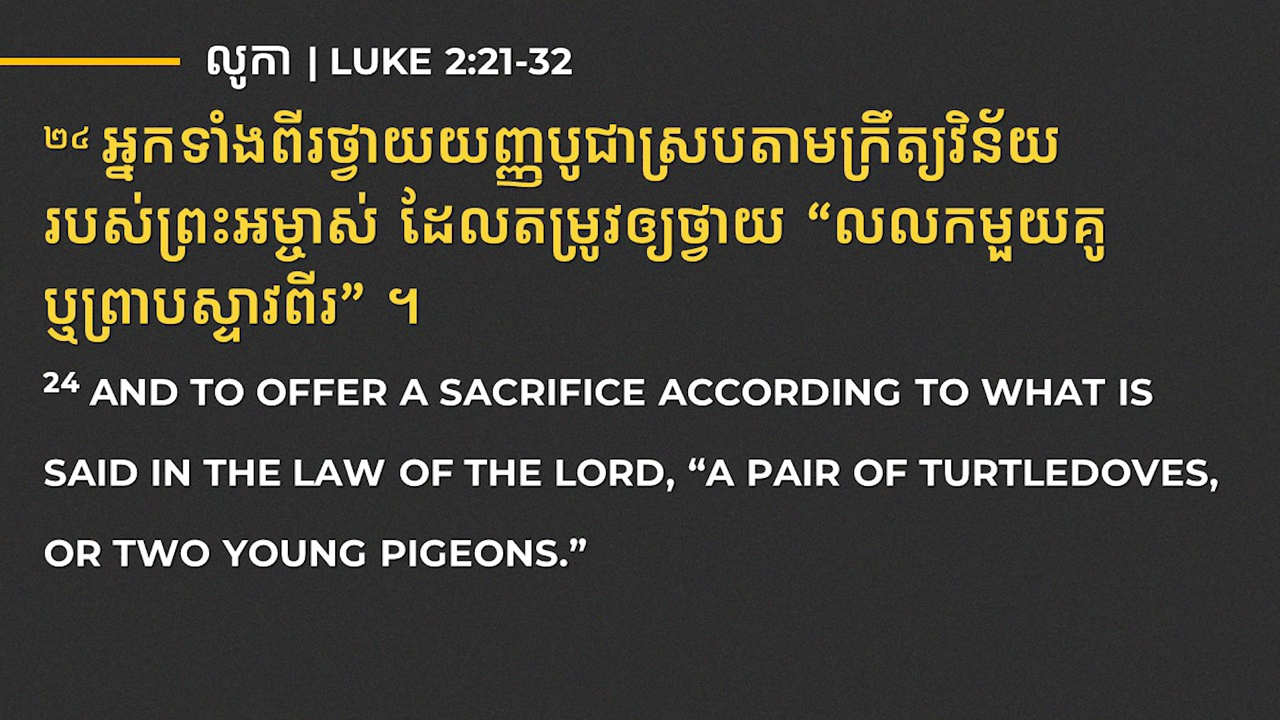 លូកា | LUKE 2:21-32
២៤ អ្នកទាំងពីរថ្វាយយញ្ញបូជាស្របតាមក្រឹត្យវិន័យ
របស់ព្រះអម្ចាស់ ដែលតម្រូវឲ្យថ្វាយ “លលកមួយគូ
ឬព្រាបស្ទាវពីរ” ។
24 AND TO OFFER A SACRIFICE ACCORDING TO WHAT IS
SAID IN THE LAW OF THE LORD, “A PAIR OF TURTLEDOVES,
OR TWO YOUNG PIGEONS.”